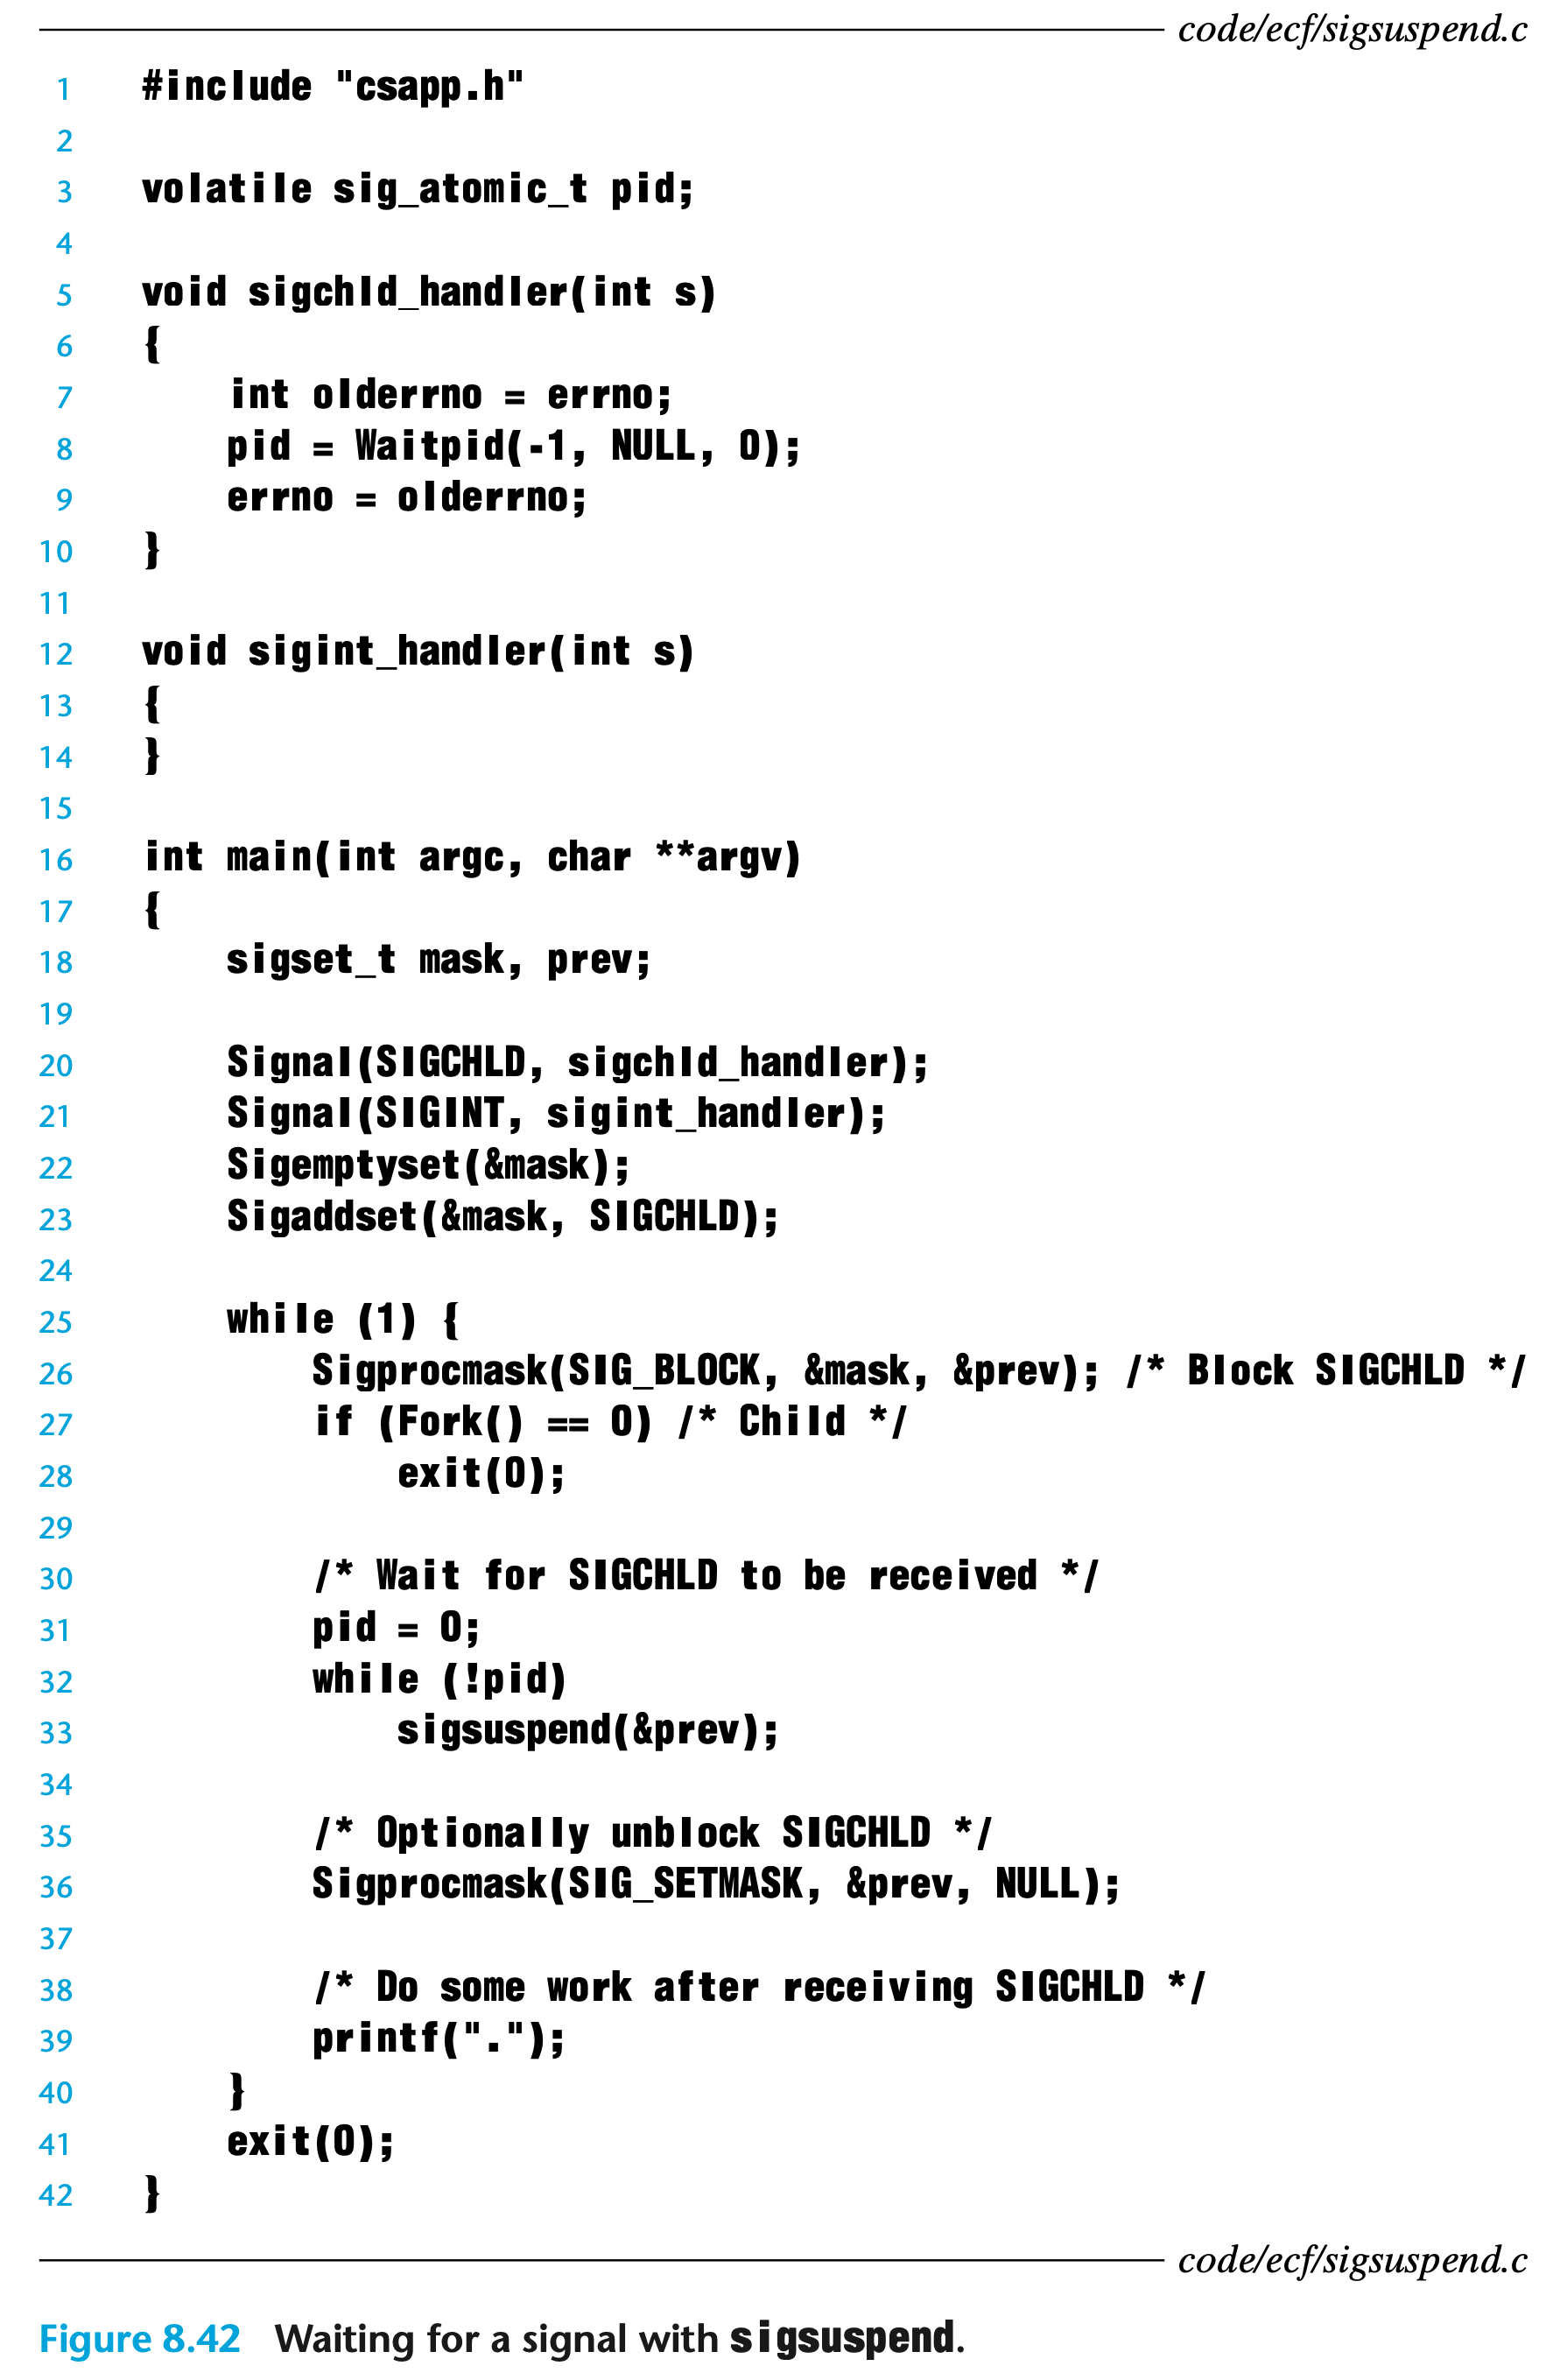 code/ecf/sigsuspend.c
1 #include "csapp.h"
2
3 volatile sig_atomic_t pid;
4
5 void sigchld_handler(int s)
6 {
7     int olderrno = errno;
8     pid = Waitpid(-1, NULL, 0);
9     errno = olderrno;
10 }
11
12 void sigint_handler(int s)
13 {
14 }
15
16 int main(int argc, char **argv)
17 {
18     sigset_t mask, prev;
19
20     Signal(SIGCHLD, sigchld_handler);
21     Signal(SIGINT, sigint_handler);
22     Sigemptyset(&mask);
23     Sigaddset(&mask, SIGCHLD);
24
25     while (1) {
26         Sigprocmask(SIG_BLOCK, &mask, &prev); /* Block SIGCHLD */
27         if (Fork() == 0) /* Child */
28             exit(0);
29
30         /* Wait for SIGCHLD to be received */
31         pid = 0;
32         while (!pid)
33             sigsuspend(&prev);
34
35         /* Optionally unblock SIGCHLD */
36         Sigprocmask(SIG_SETMASK, &prev, NULL);
37
38         /* Do some work after receiving SIGCHLD */
39         printf(".");
40     }
41     exit(0);
42 }
code/ecf/sigsuspend.c
Figure 8.42 Waiting for a signal with sigsuspend.